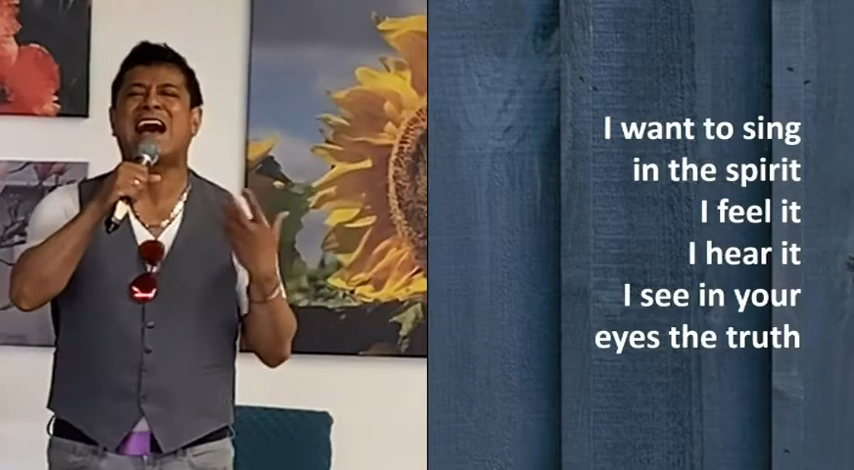 I want to sing
in the spirit
I feel it
I hear it
I see in your
eyes the truth